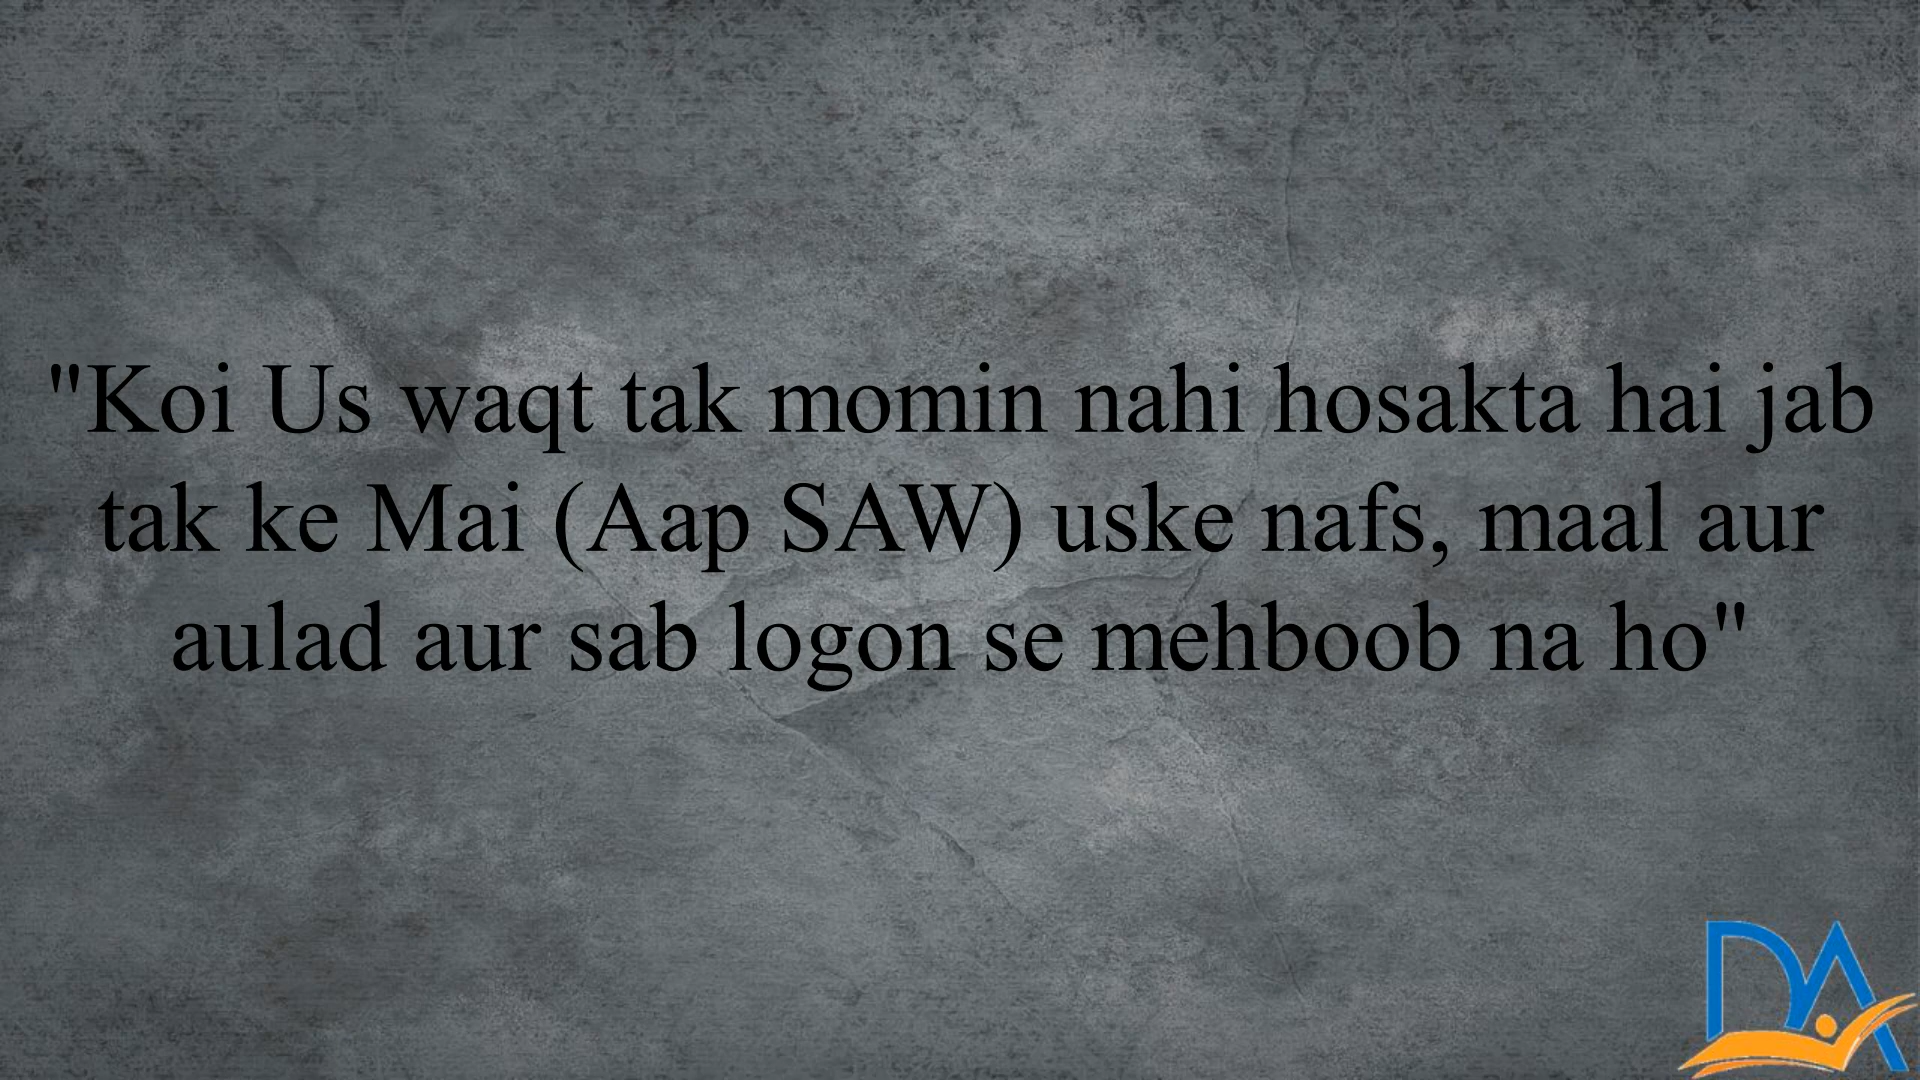 "Koi Us waqt tak momin nahi hosakta hai jab
tak ke Mai (Aap SAW) uske nafs, maal aur
aulad aur sab logon se mehboob na ho"
DA